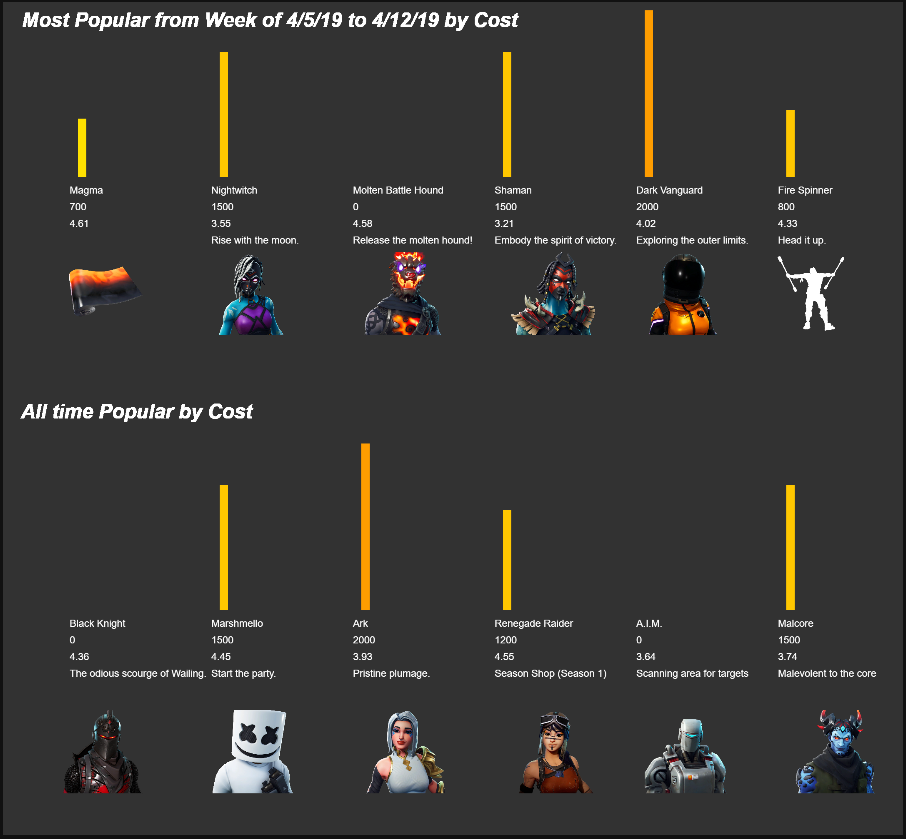 Most Popular from Week of 4/5/19 to 4/12/19 by Cost
Magma
700
4.61
Nightwitch
1500
3.55
Rise with the moon.
Molten Battle Hound
0
4.58
Release the molten hound!
Shaman
1500
3.21
Embody the spirit of victory.
Dark Vanguard
2000
4.02
Exploring the outer limits.
Fire Spinner
800
4.33
Head it up.
All time Popular by Cost
Black Knight
0
4.36
The odious scourge of Wailing.
Marshmello
1500
4.45
Start the party.
Ark
2000
3.93
Pristine plumage.
Renegade Raider
1200
4.55
Season Shop (Season 1)
A.I.M.
0
3.64
Scanning area for targets
Malcore
1500
3.74
Malevolent to the core